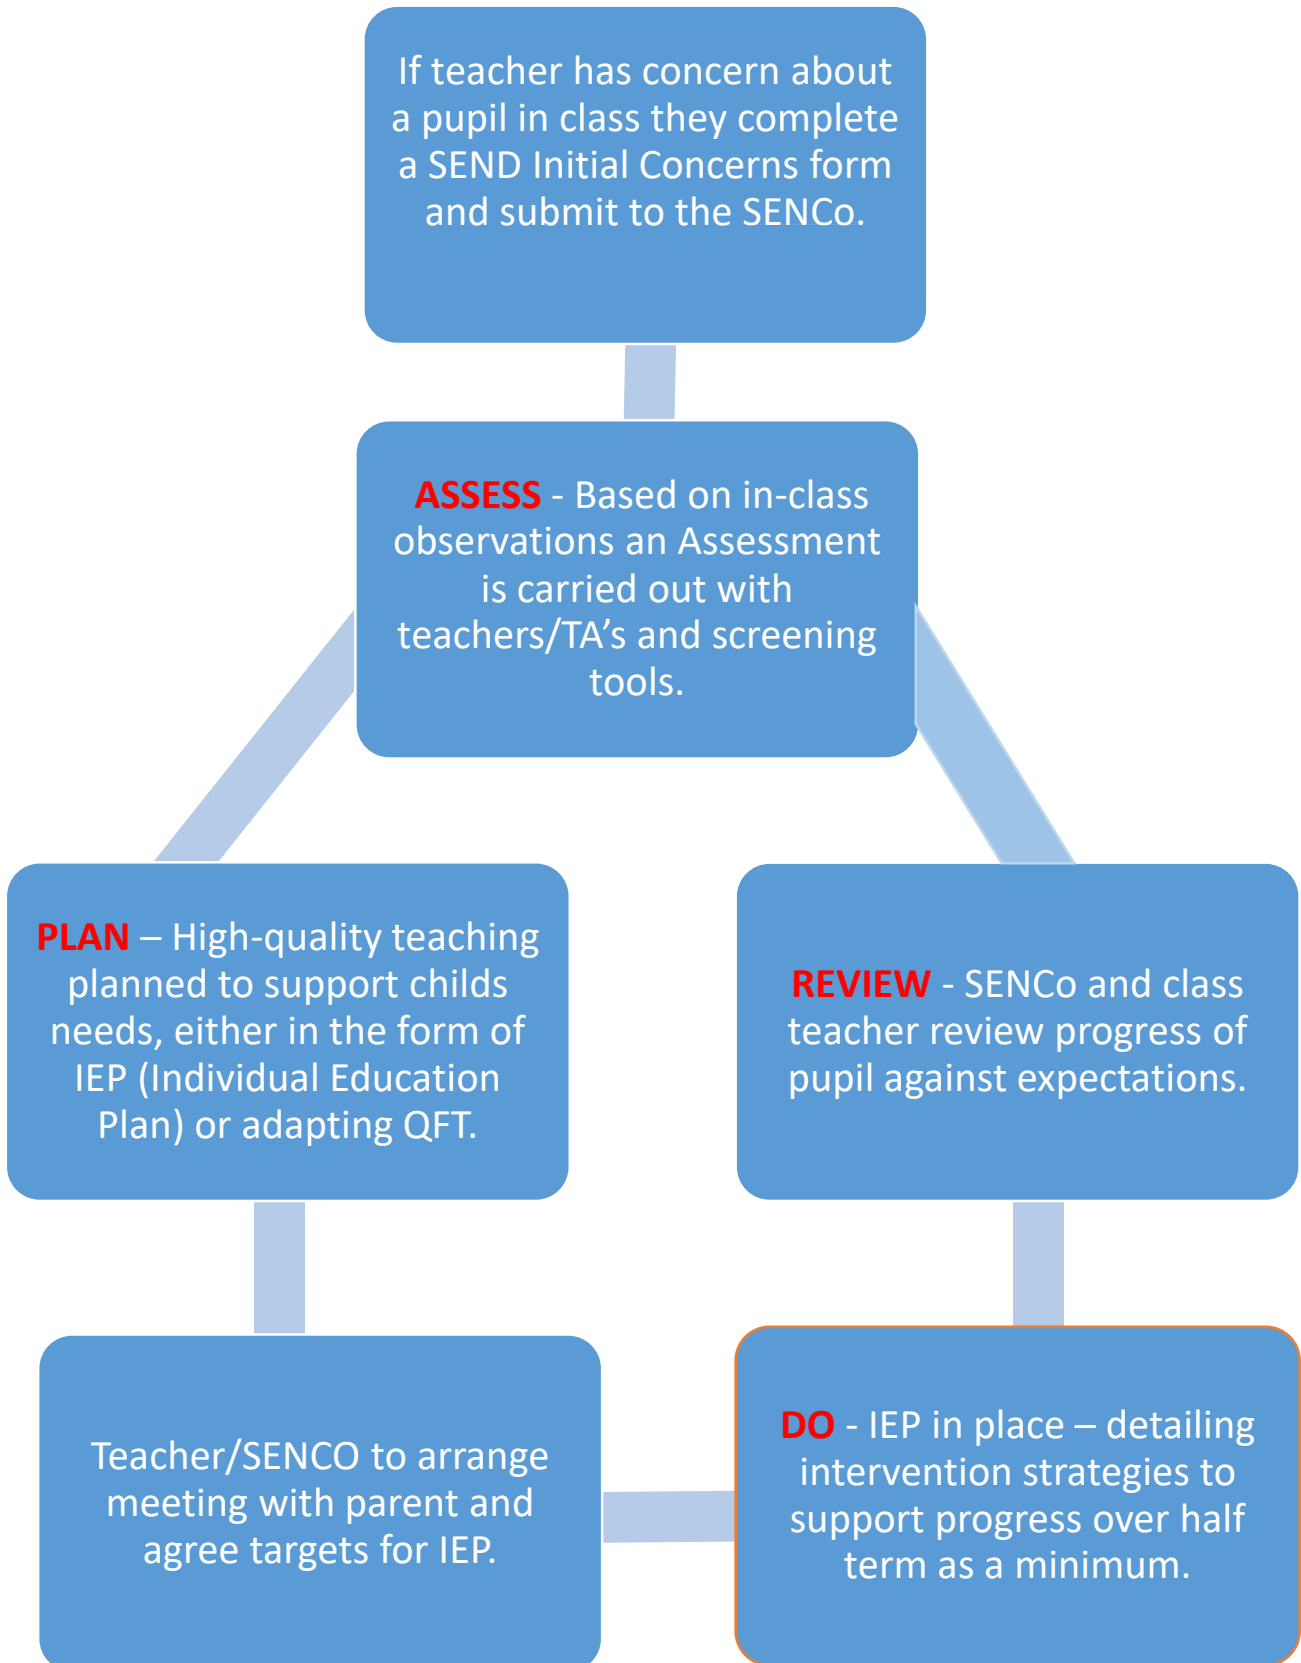 If teacher has concern about
a pupil in class they complete
a SEND Initial Concerns form
and submit to the SENCo.
ASSESS - Based on in-class
observations an Assessment
is carried out with
teachers/TA’s and screening
tools.
PLAN – High-quality teaching
planned to support childs
needs, either in the form of
IEP (Individual Education
Plan) or adapting QFT.
REVIEW - SENCo and class
teacher review progress of
pupil against expectations.
Teacher/SENCO to arrange
meeting with parent and
agree targets for IEP.
DO - IEP in place – detailing
intervention strategies to
support progress over half
term as a minimum.